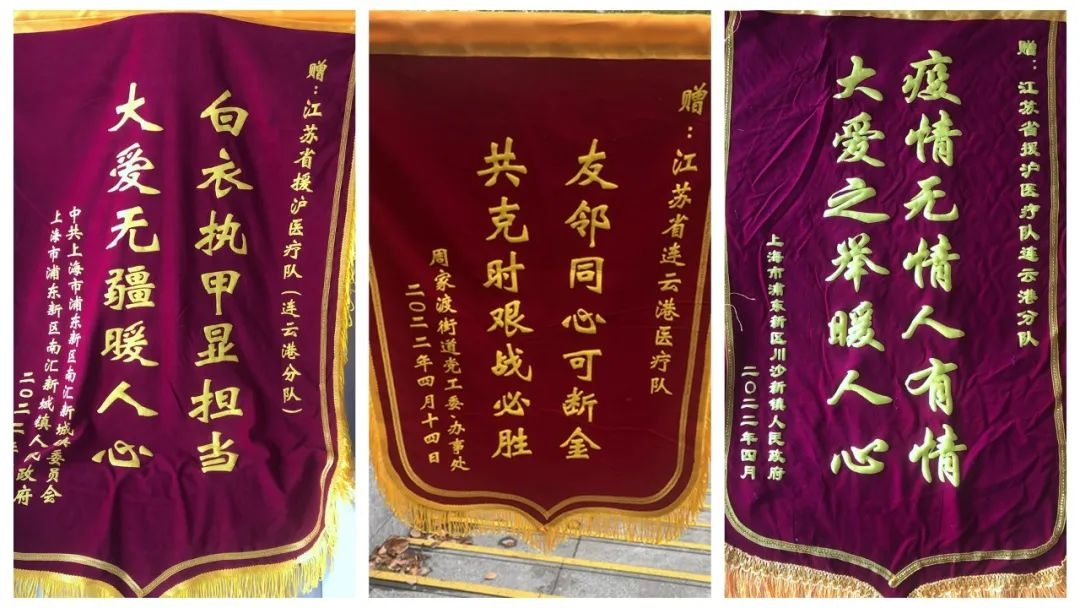 赠：江苏省援沪医疗队（连云港分队）
白衣执甲显担当
大爱无疆暖人心
中共上海市浦东新区南汇新城 委员会
上海市浦东新区南汇新城镇人民政府
二〇二二
赠：江苏省连云港医疗队
友邻同心可断金
共克时艰战必胜
周家渡街道党工委办事处
二〇二二年四月十四日
赠：江苏省援沪医疗队连云港分队
疫情无情人有情
大爱之举暖人心
上海市浦东新区川沙新镇人民政府
二〇二二年四月